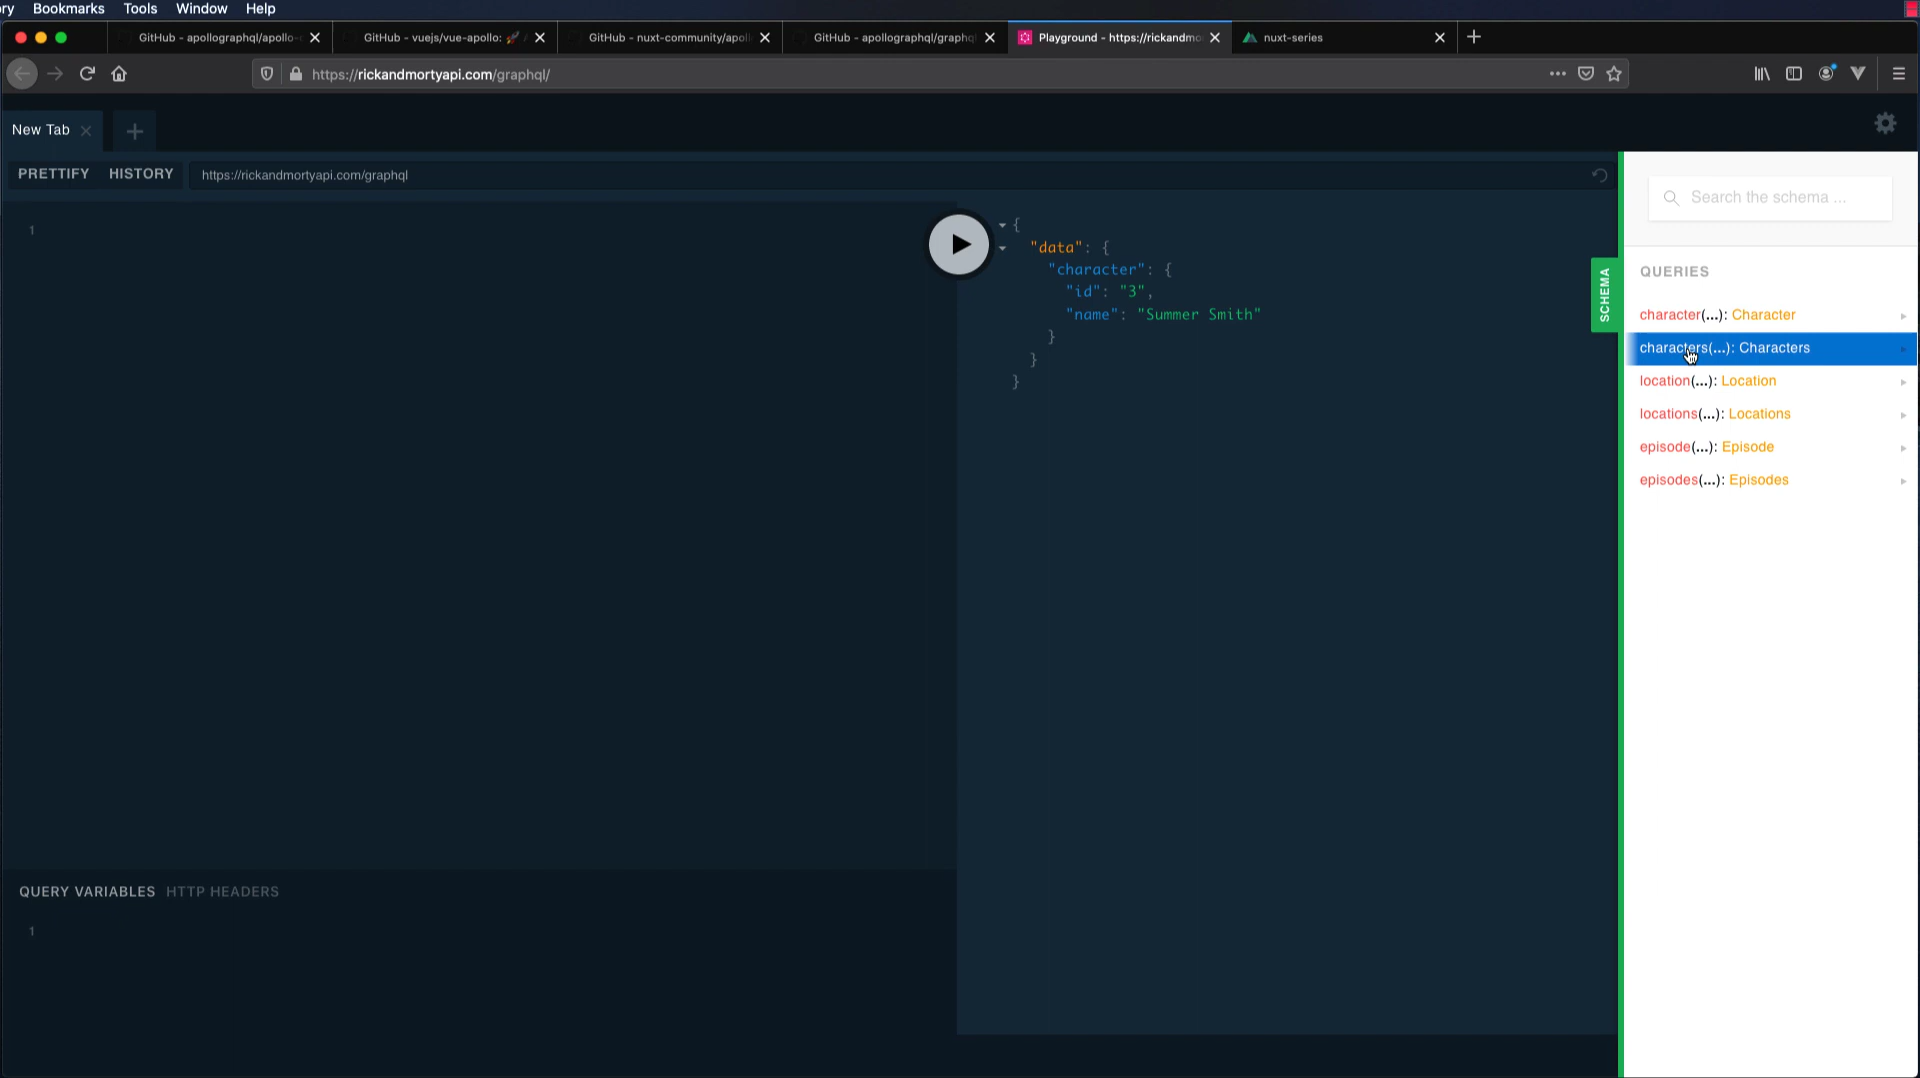 ry Bookmarks Tools Window Help
GitHub - apollographql/apollo-c
GitHub - vuejs/vue-apollo: 🚀
GitHub - nuxt-community/apoll
GitHub - apollographql/graphql
Playground - https://rickandmo
nuxt-series
https://rickandmortyapi.com/graphql/
New Tab
PRETTIFY HISTORY https://rickandmortyapi.com/graphql
1
{
"data": {
"character": {
"id": "3",
"name": "Summer Smith"
}
}
}
SCHEMA
Search the schema ...
QUERIES
character(...): Character
characters(...): Characters
location(...): Location
locations(...): Locations
episode(...): Episode
episodes(...): Episodes
QUERY VARIABLES HTTP HEADERS
1